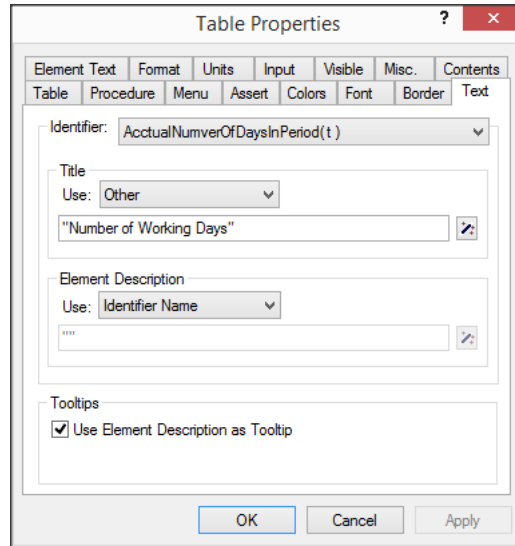 Table Properties ? x
Element Text Format Units Input Visible Misc. Contents
Table Procedure Menu Assert Colors Font Border Text
Identifier: AcctualNumverOfDaysInPeriod(t )
Title
Use: Other
"Number of Working Days"
Element Description
Use: Identifier Name
""
Tooltips
Use Element Description as Tooltip
OK Cancel Apply